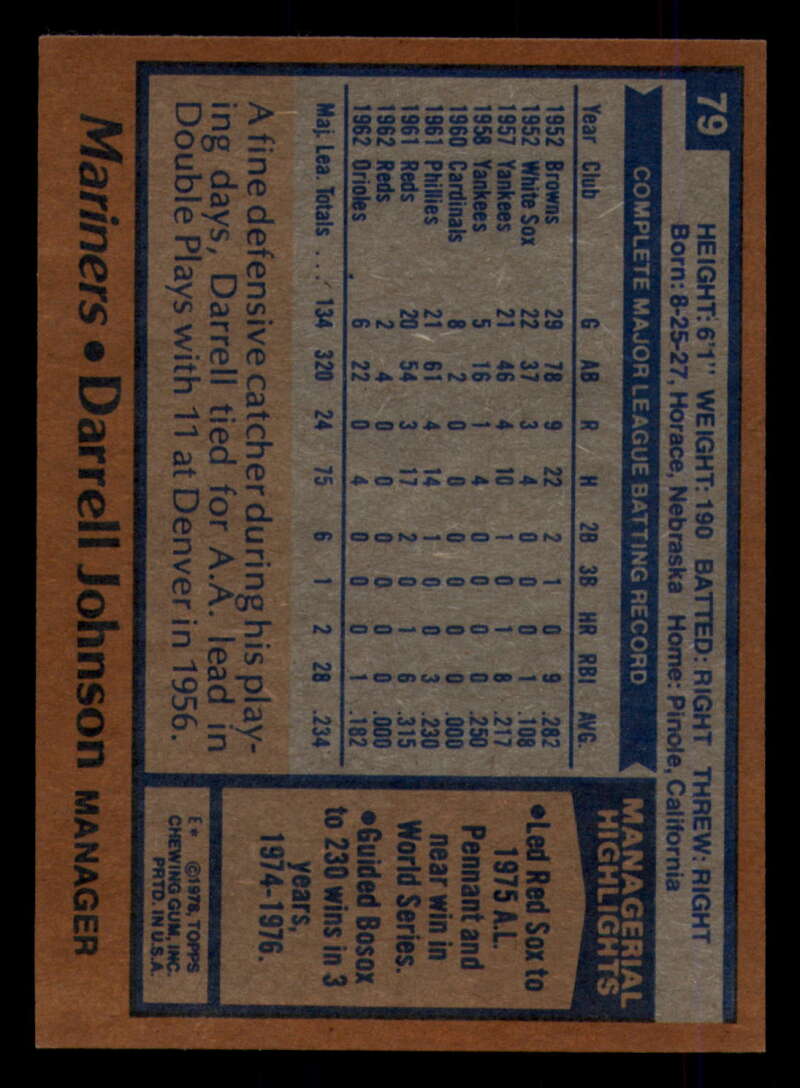 79
HEIGHT: 6'1" WEIGHT: 190 BATTED: RIGHT THREW: RIGHT
Born: 8-25-27, Horace, Nebraska Home: Pinole, California
COMPLETE MAJOR LEAGUE BATTING RECORD
Year Club G AB R H 2B 3B HR RBI AVG.
1952 Browns 29 78 9 22 2 1 0 9 .282
1952 White Sox 22 37 3 4 0 0 0 1 .108
1957 Yankees 21 46 4 10 1 0 1 8 .217
1958 Yankees 5 16 1 4 0 0 0 0 .250
1960 Cardinals 8 2 0 0 0 0 0 0 .000
1961 Phillies 21 61 4 14 1 0 0 3 .230
1961 Reds 20 54 3 17 2 0 1 6 .315
1962 Reds 2 4 0 0 0 0 0 0 .000
1962 Orioles 6 22 0 4 0 0 0 1 .182
Maj. Lea. Totals ... 134 320 24 75 6 1 2 28 .234
A fine defensive catcher during his play-
ing days, Darrell tied for A.A. lead in
Double Plays with 11 at Denver in 1956.
MANAGERIAL
HIGHLIGHTS
•Led Red Sox to
1975 A.L.
Pennant and
near win in
World Series.
•Guided Bosox
to 230 wins in 3
years,
1974-1976.
E* ©1978, TOPPS
CHEWING GUM, INC.
PRTD. IN U.S.A.
Mariners • Darrell Johnson MANAGER